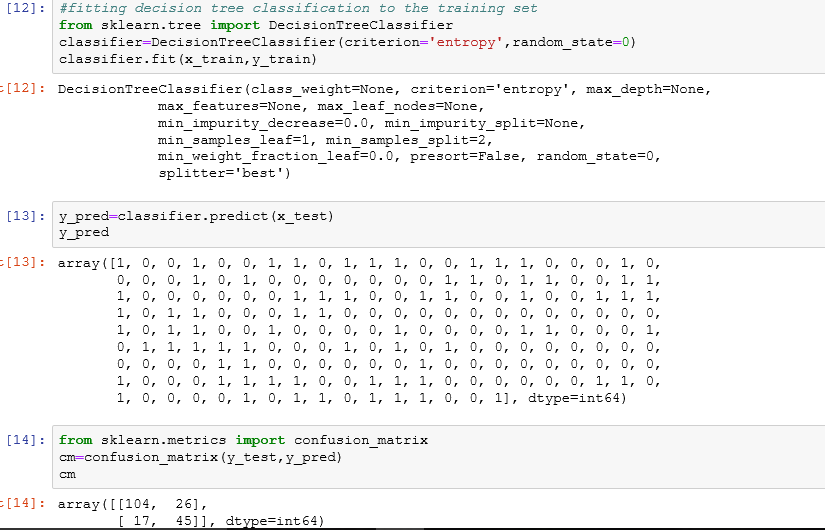 [12]: #fitting decision tree classification to the training set
from sklearn.tree import DecisionTreeClassifier
classifier=DecisionTreeClassifier(criterion='entropy',random_state=0)
classifier.fit(x_train,y_train)
t[12]: DecisionTreeClassifier(class_weight=None, criterion='entropy', max_depth=None,
max_features=None, max_leaf_nodes=None,
min_impurity_decrease=0.0, min_impurity_split=None,
min_samples_leaf=1, min_samples_split=2,
min_weight_fraction_leaf=0.0, presort=False, random_state=0,
splitter='best')
[13]: y_pred=classifier.predict(x_test)
y_pred
t[13]: array([1, 0, 0, 1, 0, 0, 1, 1, 0, 1, 1, 1, 0, 0, 1, 1, 1, 0, 0, 0, 1, 0,
0, 0, 0, 1, 0, 1, 0, 0, 0, 0, 0, 0, 0, 1, 1, 0, 1, 1, 0, 0, 1, 1,
1, 0, 0, 0, 0, 0, 0, 1, 1, 1, 0, 0, 1, 1, 0, 0, 1, 0, 0, 1, 1, 1,
1, 0, 1, 1, 0, 0, 0, 1, 1, 0, 0, 0, 0, 0, 0, 0, 0, 0, 0, 0, 0, 0,
1, 0, 1, 1, 0, 0, 1, 0, 0, 0, 0, 1, 0, 0, 0, 0, 1, 1, 0, 0, 0, 1,
0, 1, 1, 1, 1, 1, 0, 0, 0, 1, 0, 1, 0, 1, 0, 0, 0, 0, 0, 0, 0, 0,
0, 0, 0, 0, 1, 1, 0, 0, 0, 0, 0, 0, 1, 0, 0, 0, 0, 0, 0, 0, 0, 0,
1, 0, 0, 0, 1, 1, 1, 1, 0, 0, 1, 1, 1, 0, 0, 0, 0, 0, 0, 1, 1, 0,
1, 0, 0, 0, 0, 1, 0, 1, 1, 0, 1, 1, 1, 0, 0, 1], dtype=int64)
[14]: from sklearn.metrics import confusion_matrix
cm=confusion_matrix(y_test,y_pred)
cm
t[14]: array([[104, 26],
[ 17, 45]], dtype=int64)